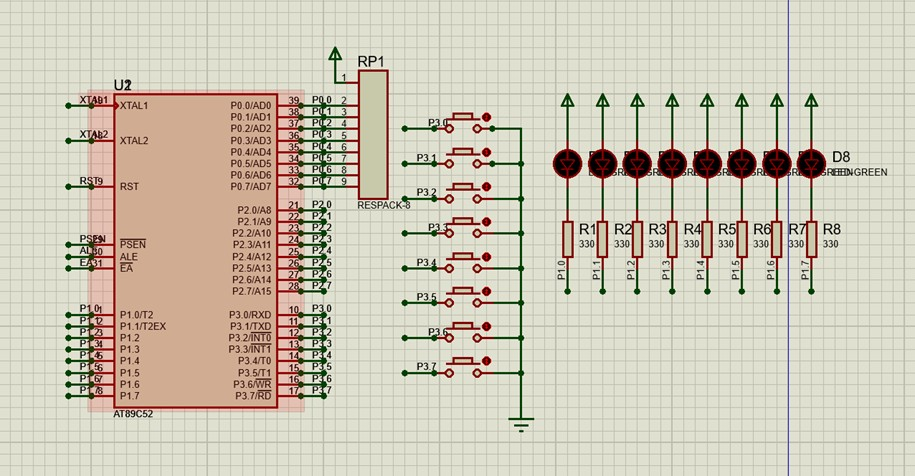 U2
XTAL1
XTAL1
39
P0.0/AD0
P0.0
38
P0.1/AD1
P0.1
37
P0.2/AD2
P0.2
XTAL2
XTAL2
36
P0.3/AD3
P0.3
35
P0.4/AD4
P0.4
34
P0.5/AD5
P0.5
33
P0.6/AD6
P0.6
RST
9
RST
32
P0.7/AD7
P0.7
21
P2.0/A8
P2.0
22
P2.1/A9
P2.1
23
P2.2/A10
P2.2
24
P2.3/A11
P2.3
PSEN
PSEN
25
P2.4/A12
P2.4
ALE
30
ALE
26
P2.5/A13
P2.5
EA
31
EA
27
P2.6/A14
P2.6
28
P2.7/A15
P2.7
P1.0
1
P1.0/T2
10
P3.0/RXD
P3.0
P1.1
2
P1.1/T2EX
11
P3.1/TXD
P3.1
P1.2
3
P1.2
12
P3.2/INT0
P3.2
P1.3
4
P1.3
13
P3.3/INT1
P3.3
P1.4
5
P1.4
14
P3.4/T0
P3.4
P1.5
6
P1.5
15
P3.5/T1
P3.5
P1.6
7
P1.6
16
P3.6/WR
P3.6
P1.7
8
P1.7
17
P3.7/RD
P3.7
AT89C52
RP1
1
2
3
4
5
6
7
8
9
RESPACK-8
P3.0
P3.1
P3.2
P3.3
P3.4
P3.5
P3.6
P3.7
D8
R1
330
R2
330
R3
330
R4
330
R5
330
R6
330
R7
330
R8
330
P1.0
P1.1
P1.2
P1.3
P1.4
P1.5
P1.6
P1.7